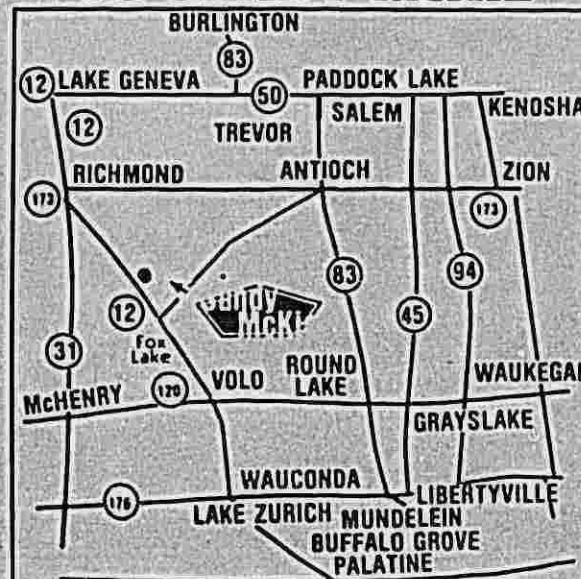 BURLINGTON
83
12 LAKE GENEVA 50 PADDOCK LAKE
12 TREVOR SALEM KENOSHA
RICHMOND ANTIOCH ZION
173 173
12 83 45 94
31 Fox
Lake
McHENRY 120 VOLO ROUND
LAKE WAUKEGAN
GRAYSLAKE
176 WAUCONDA LIBERTYVILLE
LAKE ZURICH MUNDELEIN
BUFFALO GROVE
PALATINE